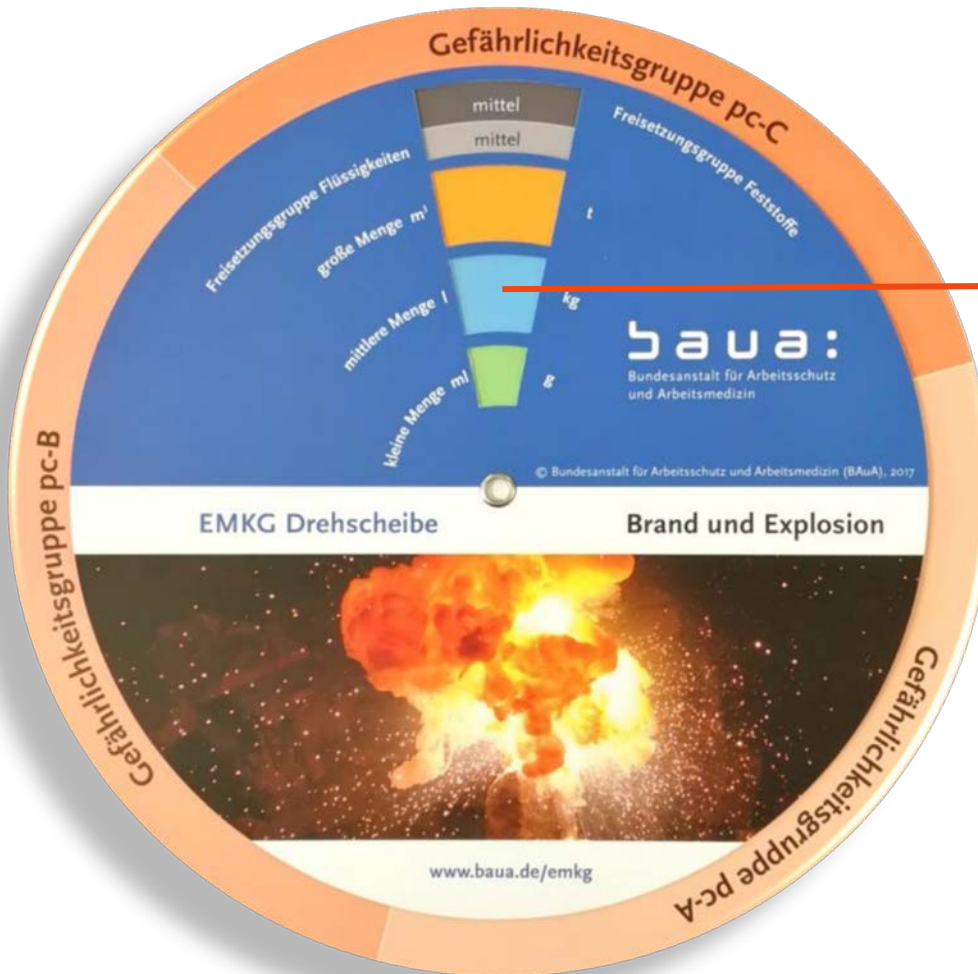 Gefährlichkeitsgruppe pc-C
mittel
mittel
Freisetzungsgruppe Flüssigkeiten
Freisetzungsgruppe Feststoffe
große Menge m³
t
mittlere Menge l
kg
kleine Menge ml
g
baua:
Bundesanstalt für Arbeitsschutz
und Arbeitsmedizin
© Bundesanstalt für Arbeitsschutz und Arbeitsmedizin (BAuA), 2017
EMKG Drehscheibe
Brand und Explosion
Gefährlichkeitsgruppe pc-B
Gefährlichkeitsgruppe pc-A
www.baua.de/emkg